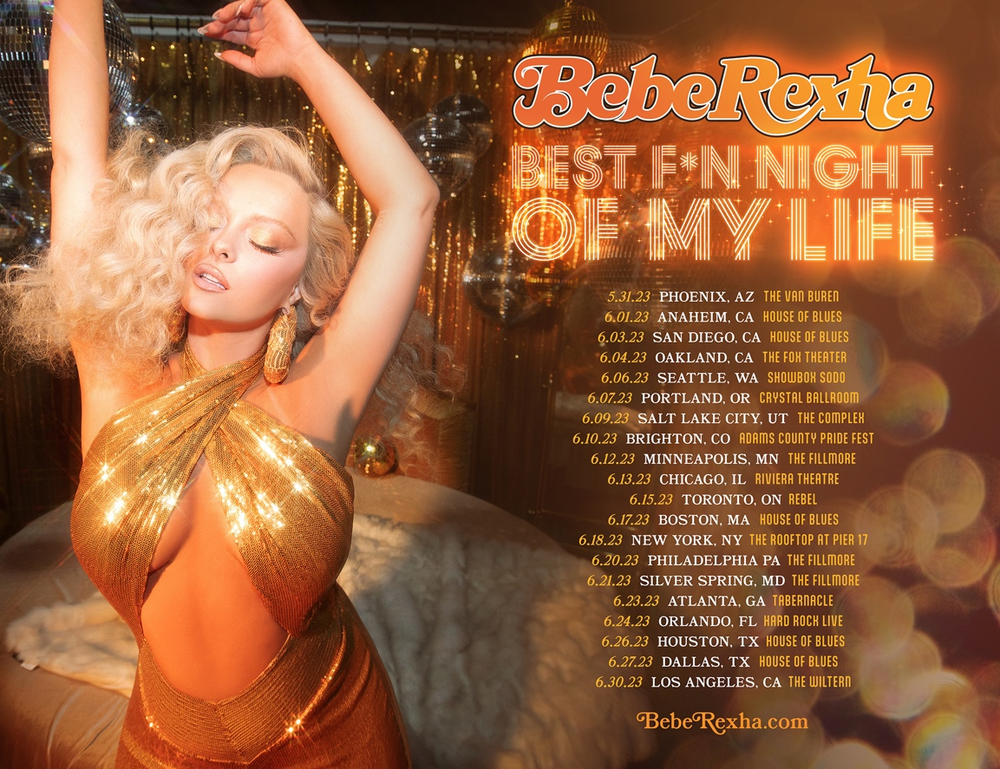 BebeRexha
BEST F*N NIGHT
OF MY LIFE
5.31.23 PHOENIX, AZ THE VAN BUREN
6.01.23 ANAHEIM, CA HOUSE OF BLUES
6.03.23 SAN DIEGO, CA HOUSE OF BLUES
6.04.23 OAKLAND, CA THE FOX THEATER
6.06.23 SEATTLE, WA SHOWBOX SODO
6.07.23 PORTLAND, OR CRYSTAL BALLROOM
6.09.23 SALT LAKE CITY, UT THE COMPLEX
6.10.23 BRIGHTON, CO ADAMS COUNTY PRIDE FEST
6.12.23 MINNEAPOLIS, MN THE FILLMORE
6.13.23 CHICAGO, IL RIVIERA THEATRE
6.15.23 TORONTO, ON REBEL
6.17.23 BOSTON, MA HOUSE OF BLUES
6.18.23 NEW YORK, NY THE ROOFTOP AT PIER 17
6.20.23 PHILADELPHIA PA THE FILLMORE
6.21.23 SILVER SPRING, MD THE FILLMORE
6.23.23 ATLANTA, GA TABERNACLE
6.24.23 ORLANDO, FL HARD ROCK LIVE
6.26.23 HOUSTON, TX HOUSE OF BLUES
6.27.23 DALLAS, TX HOUSE OF BLUES
6.30.23 LOS ANGELES, CA THE WILTERN
BebeRexha.com